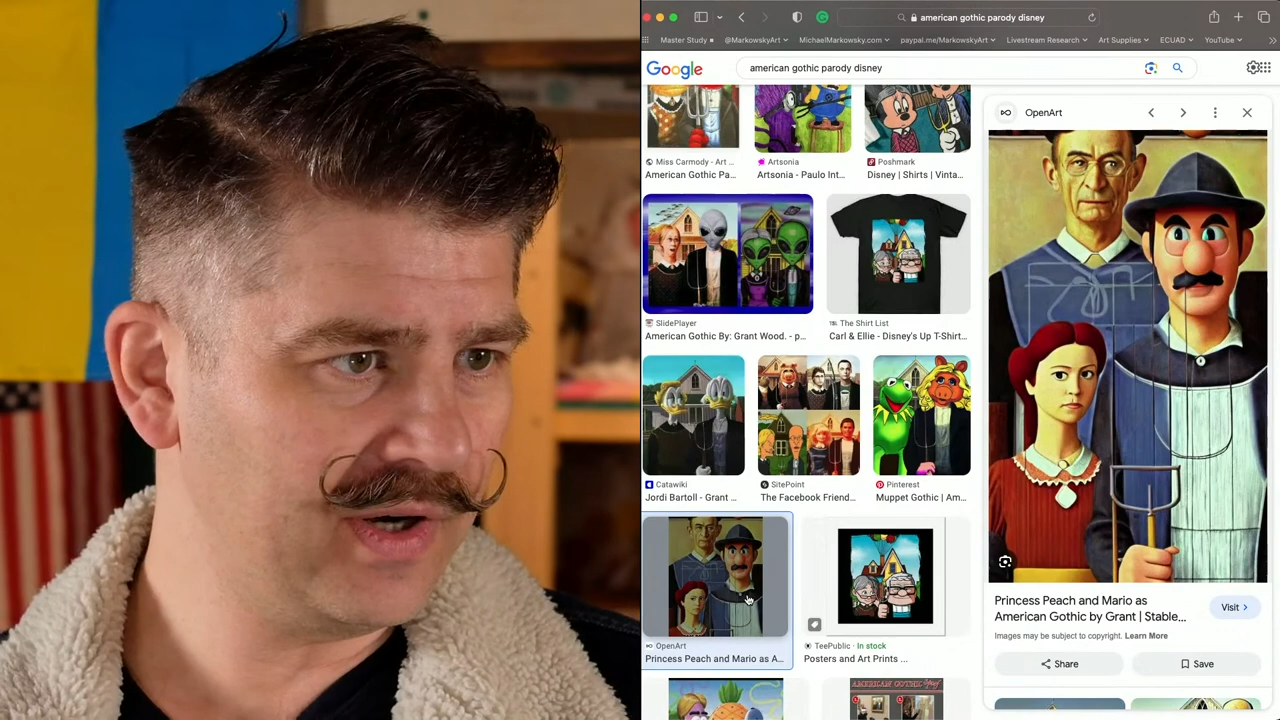 american gothic parody disney
Master Study
@MarkowskyArt
MichaelMarkowsky.com
paypal.me/MarkowskyArt
Livestream Research
Art Supplies
ECUAD
YouTube
Google
american gothic parody disney
OpenArt
Miss Carmody - Art ...
American Gothic Pa...
Artsonia
Artsonia - Paulo Int...
Poshmark
Disney | Shirts | Vinta...
SlidePlayer
American Gothic By: Grant Wood. - p...
The Shirt List
Carl & Ellie - Disney's Up T-Shirt...
Catawiki
Jordi Bartoll - Grant ...
SitePoint
The Facebook Friend...
Pinterest
Muppet Gothic | Am...
OpenArt
Princess Peach and Mario as A...
TeePublic · In stock
Posters and Art Prints ...
Princess Peach and Mario as
American Gothic by Grant | Stable...
Visit
Images may be subject to copyright. Learn More
Share
Save
AMERICAN GOTHIC